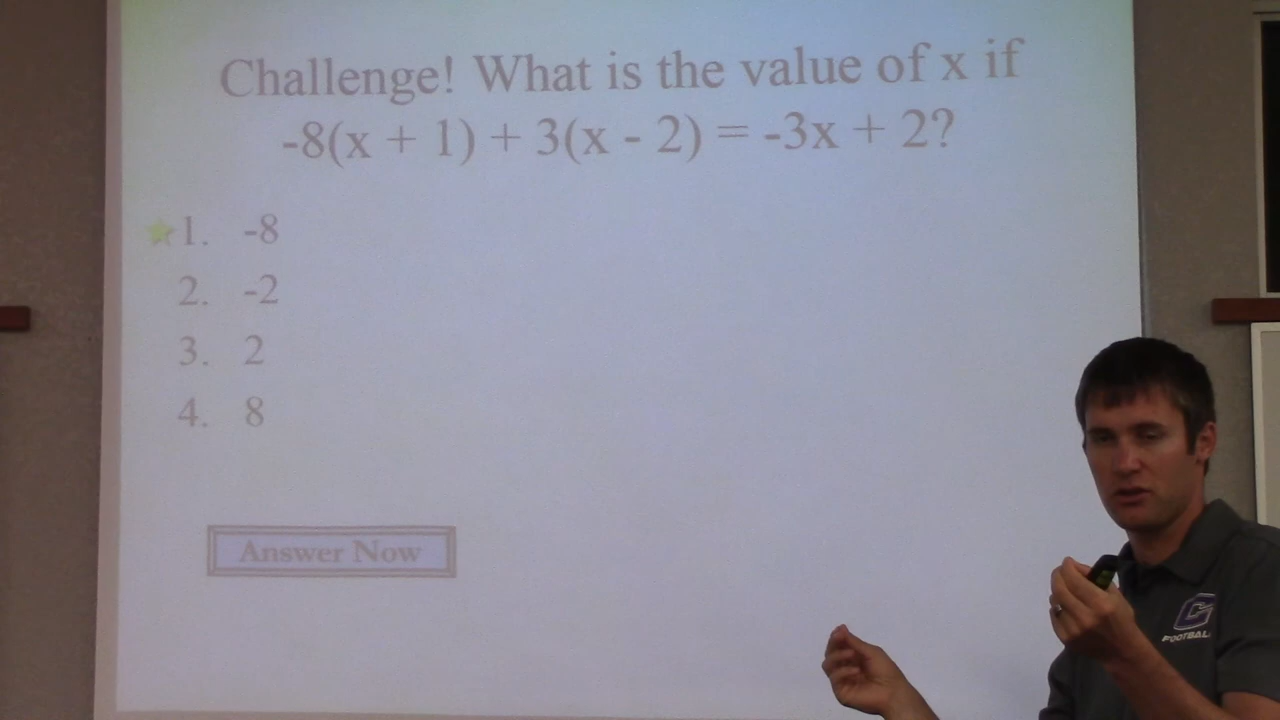 Challenge! What is the value of x if
-8(x + 1) + 3(x - 2) = -3x + 2?
1. -8
2. -2
3. 2
4. 8
Answer Now
C
FOOTBALL